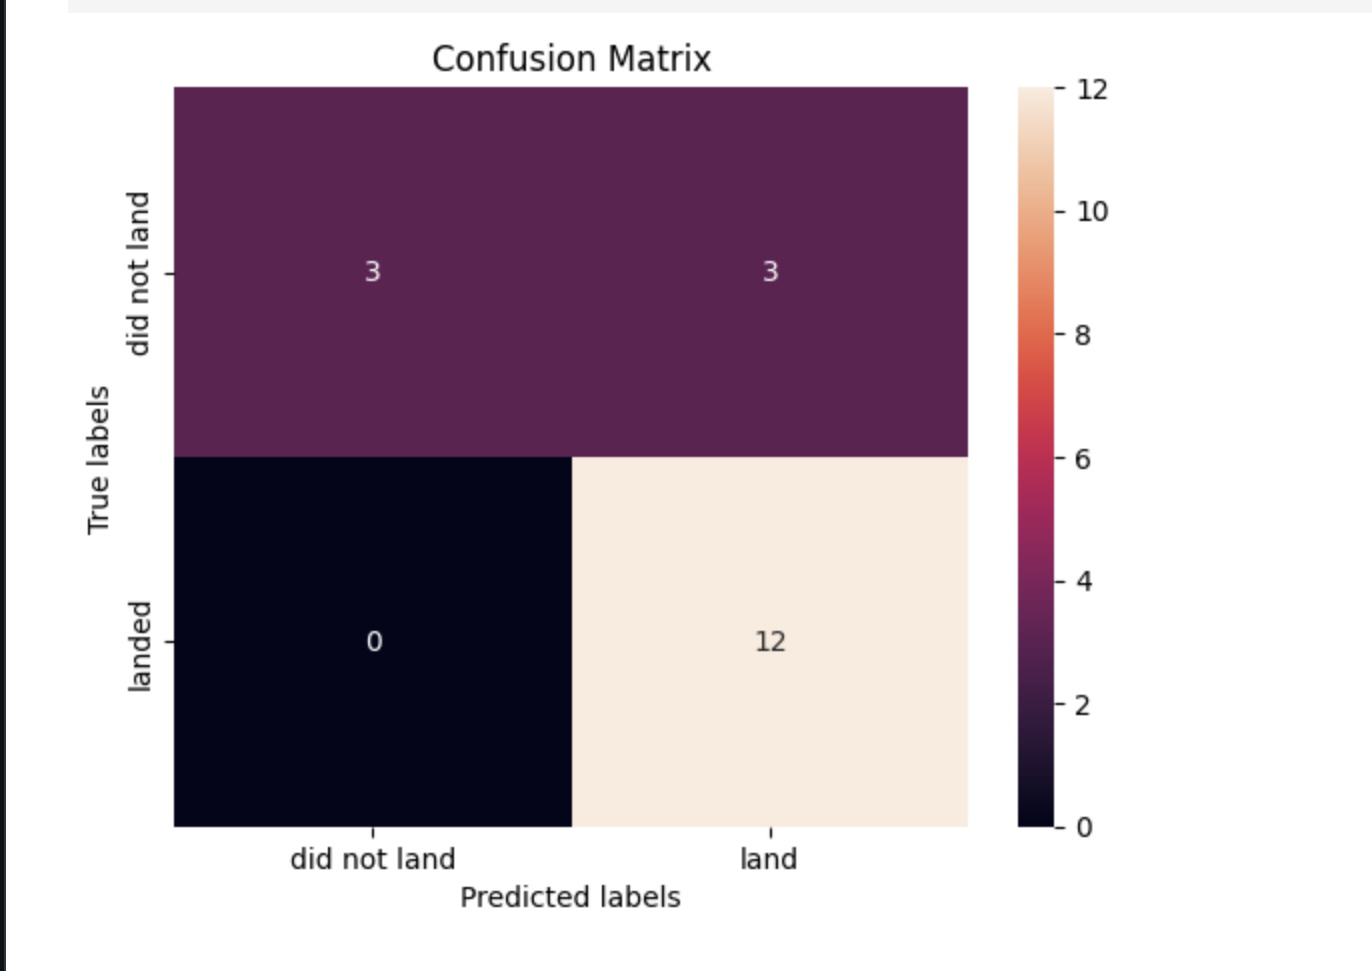 Confusion Matrix
12
10
8
6
4
2
0
did not land
landed
True labels
3 3
0 12
did not land land
Predicted labels